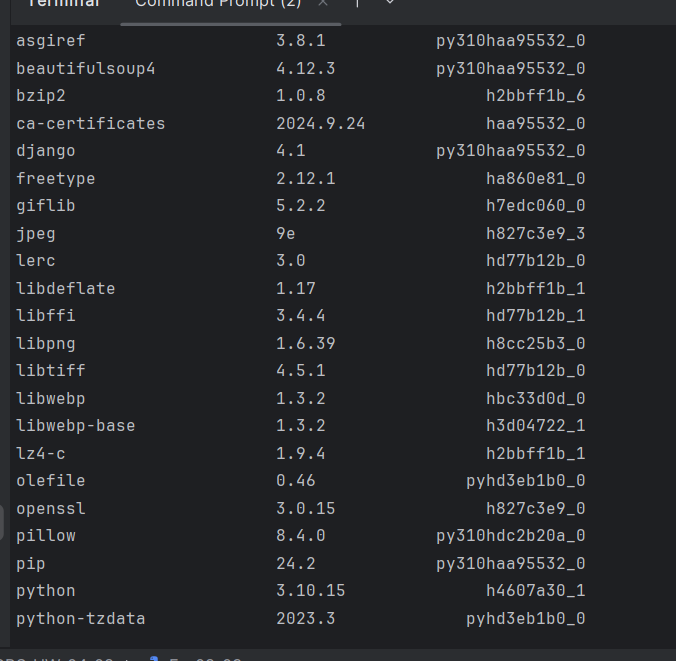 Terminal Command Prompt (2) × + ⌄
asgiref 3.8.1 py310haa95532_0
beautifulsoup4 4.12.3 py310haa95532_0
bzip2 1.0.8 h2bbff1b_6
ca-certificates 2024.9.24 haa95532_0
django 4.1 py310haa95532_0
freetype 2.12.1 ha860e81_0
giflib 5.2.2 h7edc060_0
jpeg 9e h827c3e9_3
lerc 3.0 hd77b12b_0
libdeflate 1.17 h2bbff1b_1
libffi 3.4.4 hd77b12b_1
libpng 1.6.39 h8cc25b3_0
libtiff 4.5.1 hd77b12b_0
libwebp 1.3.2 hbc33d0d_0
libwebp-base 1.3.2 h3d04722_1
lz4-c 1.9.4 h2bbff1b_1
olefile 0.46 pyhd3eb1b0_0
openssl 3.0.15 h827c3e9_0
pillow 8.4.0 py310hdc2b20a_0
pip 24.2 py310haa95532_0
python 3.10.15 h4607a30_1
python-tzdata 2023.3 pyhd3eb1b0_0